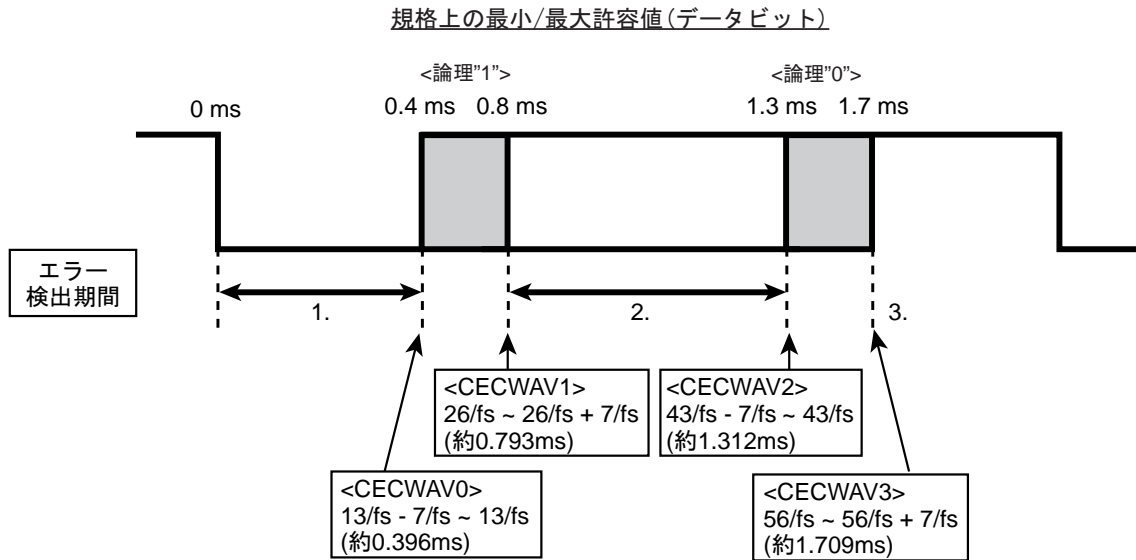 規格上の最小/最大許容値(データビット)
<論理"1">
<論理"0">
0 ms
0.4 ms
0.8 ms
1.3 ms
1.7 ms
エラー
検出期間
1.
2.
3.
<CECWAV1>
26/fs ~ 26/fs + 7/fs
(約0.793ms)
<CECWAV2>
43/fs - 7/fs ~ 43/fs
(約1.312ms)
<CECWAV0>
13/fs - 7/fs ~ 13/fs
(約0.396ms)
<CECWAV3>
56/fs ~ 56/fs + 7/fs
(約1.709ms)